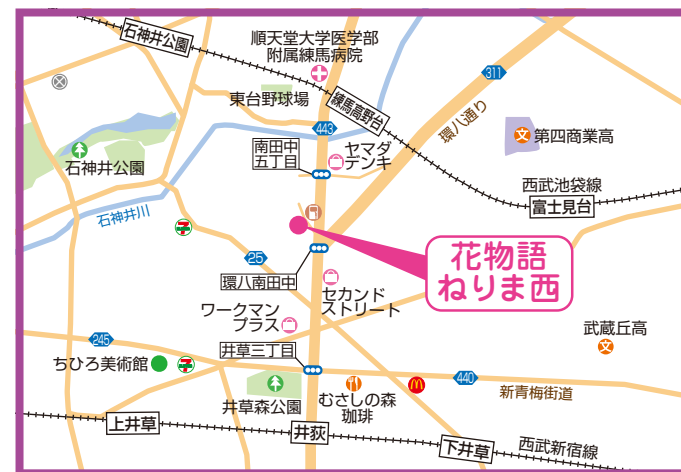 石神井公園
順天堂大学医学部
附属練馬病院
東台野球場
練馬高野台
311
環八通り
443
第四商業高
南田中
五丁目
ヤマダ
デンキ
石神井公園
西武池袋線
富士見台
石神井川
7
25
環八南田中
花物語
ねりま西
セカンド
ストリート
ワークマン
プラス
武蔵丘高
245
井草三丁目
ちひろ美術館
7
440
新青梅街道
井草森公園
むさしの森
珈琲
M
上井草
井荻
下井草
西武新宿線